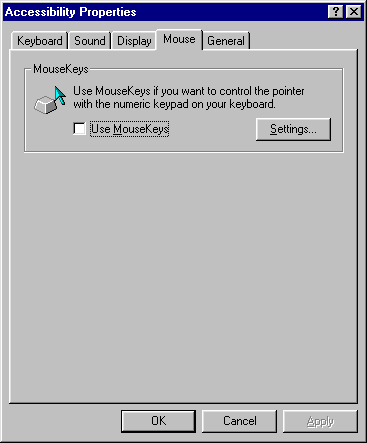 Accessibility Properties
Keyboard Sound Display Mouse General
MouseKeys
Use MouseKeys if you want to control the pointer
with the numeric keypad on your keyboard.
Use MouseKeys Settings...
OK Cancel Apply